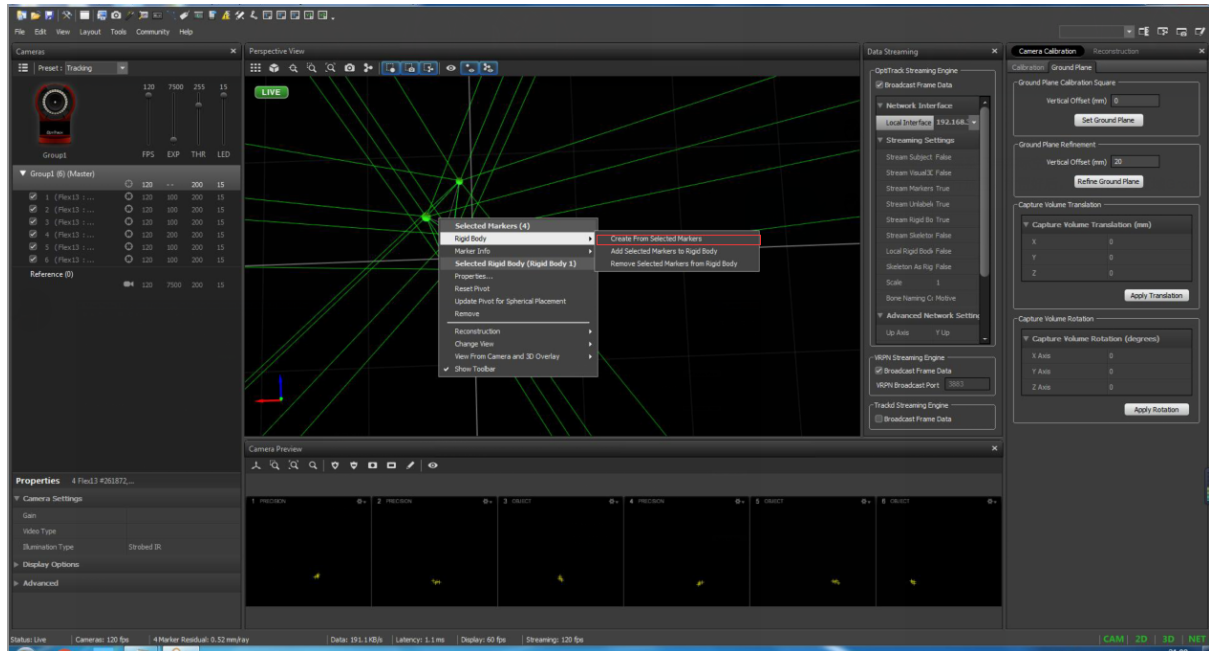 File Edit View Layout Tools Community Help
Cameras
Preset : Tracking
120 7500 255 15
Group1 FPS EXP THR LED
Group1 (6) (Master)
120 -- 200 15
1 (Flex13 : ... 120 100 200 15
2 (Flex13 : ... 120 100 200 15
3 (Flex13 : ... 120 100 200 15
4 (Flex13 : ... 120 100 200 15
5 (Flex13 : ... 120 100 200 15
6 (Flex13 : ... 120 100 200 15
Reference (0)
120 7500 200 15
Properties 4 Flex13 #261872,...
Camera Settings
Gain
Video Type
Illumination Type Strobed IR
Display Options
Advanced
Perspective View
LIVE
Selected Markers (4)
Rigid Body
Marker Info
Selected Rigid Body (Rigid Body 1)
Properties...
Reset Pivot
Update Pivot for Spherical Placement
Remove
Reconstruction
Change View
View From Camera and 3D Overlay
Show Toolbar
Create From Selected Markers
Add Selected Markers to Rigid Body
Remove Selected Markers from Rigid Body
Camera Preview
1 PRECISION 2 PRECISION 3 OBJECT 4 PRECISION 5 OBJECT 6 OBJECT
Data Streaming
OptiTrack Streaming Engine
Broadcast Frame Data
Network Interface
Local Interface 192.168.
Streaming Settings
Stream Subject False
Stream Visual3D False
Stream Markers True
Stream Unlabele True
Stream Rigid Bo True
Stream Skeleton False
Local Rigid Bodi False
Skeleton As Rig False
Scale 1
Bone Naming Co Motive
Advanced Network Setting
Up Axis Y Up
VRPN Streaming Engine
Broadcast Frame Data
VRPN Broadcast Port 3883
Trackd Streaming Engine
Broadcast Frame Data
Camera Calibration Reconstruction
Calibration Ground Plane
Ground Plane Calibration Square
Vertical Offset (mm) 0
Set Ground Plane
Ground Plane Refinement
Vertical Offset (mm) 20
Refine Ground Plane
Capture Volume Translation
Capture Volume Translation (mm)
X 0
Y 0
Z 0
Apply Translation
Capture Volume Rotation
Capture Volume Rotation (degrees)
X Axis 0
Y Axis 0
Z Axis 0
Apply Rotation
Status: Live Cameras: 120 fps 4 Marker Residual: 0.52 mm/ray Data: 191.1 KB/s Latency: 1.1 ms Display: 60 fps Streaming: 120 fps CAM 2D 3D NET